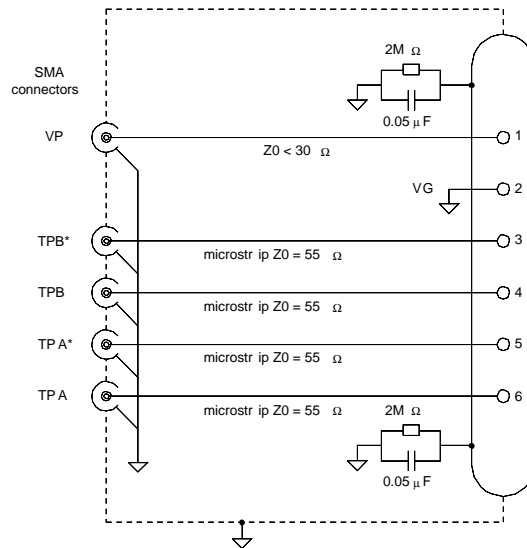 2M Ω
SMA
connectors
0.05 μF
VP
1
Z0 < 30 Ω
VG
2
TPB*
3
microstr ip Z0 = 55 Ω
TPB
4
microstr ip Z0 = 55 Ω
TP A*
5
microstr ip Z0 = 55 Ω
TP A
6
microstr ip Z0 = 55 Ω
2M Ω
0.05 μF